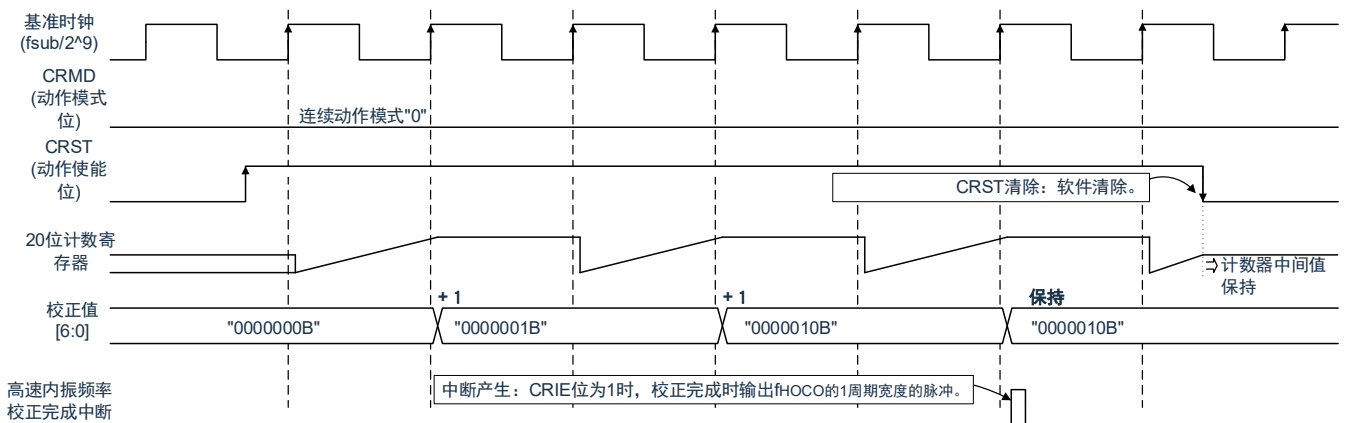 基准时钟
(fsub/2^9)
CRMD
(动作模式
位)
连续动作模式"0"
CRST
(动作使能
位)
CRST清除：软件清除。
20位计数寄
存器
⇒计数器中间值
保持
校正值
[6:0]
+ 1
+ 1
保持
"0000000B"
"0000001B"
"0000010B"
"0000010B"
高速内振频率
校正完成中断
中断产生：CRIE位为1时，校正完成时输出fHOCO的1周期宽度的脉冲。